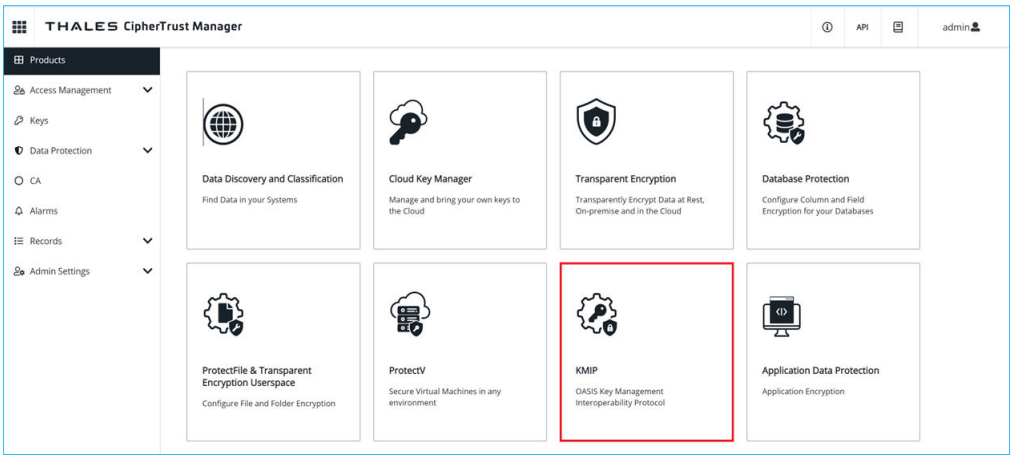 THALES CipherTrust Manager
API
admin
Products
Access Management
Keys
Data Protection
CA
Alarms
Records
Admin Settings
Data Discovery and Classification
Find Data in your Systems
Cloud Key Manager
Manage and bring your own keys to
the Cloud
Transparent Encryption
Transparently Encrypt Data at Rest,
On-premise and in the Cloud
Database Protection
Configure Column and Field
Encryption for your Databases
ProtectFile & Transparent
Encryption Userspace
Configure File and Folder Encryption
ProtectV
Secure Virtual Machines in any
environment
KMIP
OASIS Key Management
Interoperability Protocol
Application Data Protection
Application Encryption